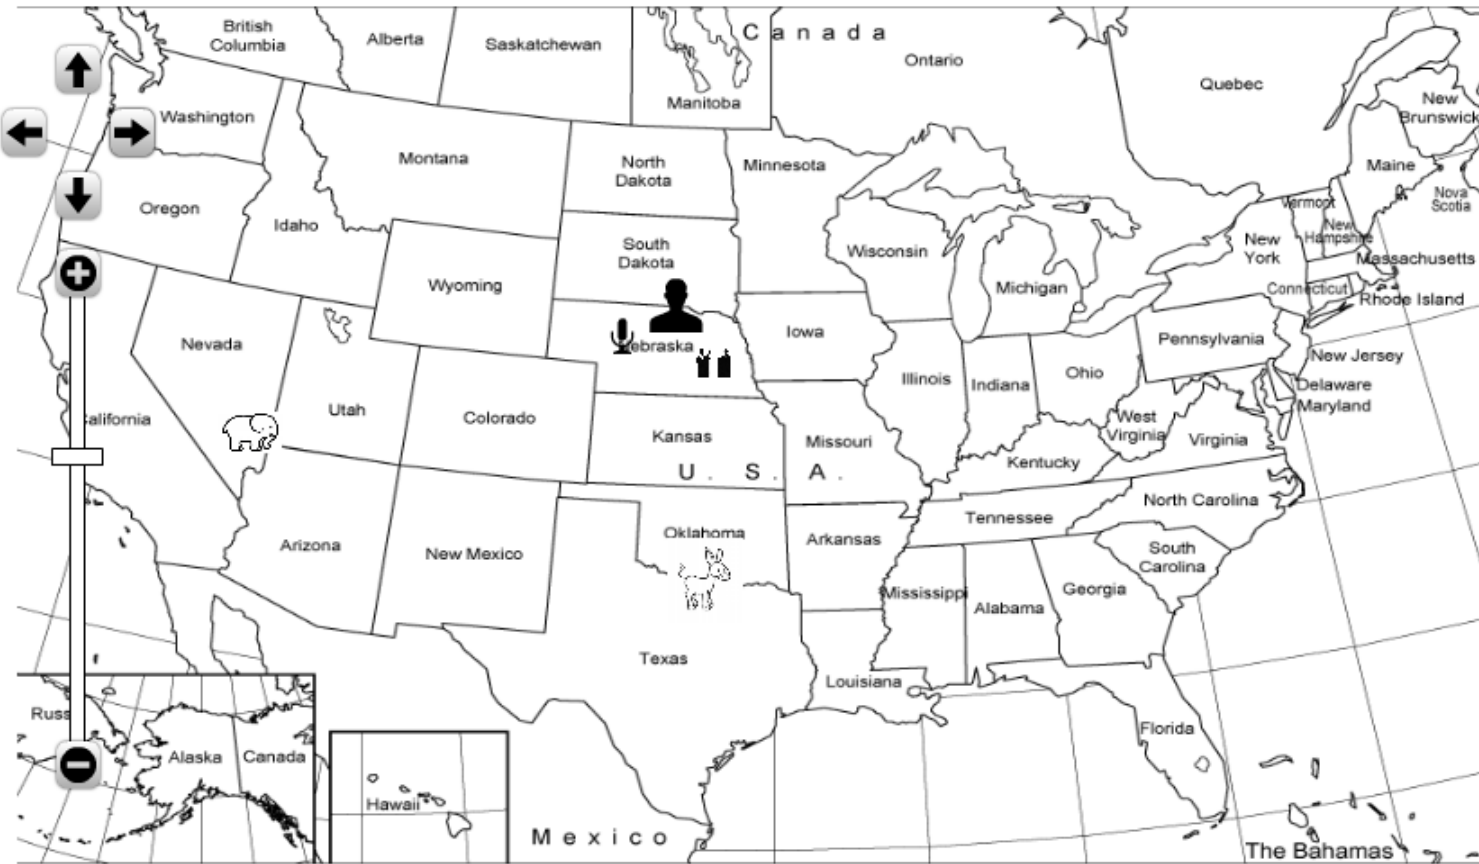 British
Columbia
Alberta
Saskatchewan
Manitoba
Canada
Ontario
Quebec
New
Brunswick
Washington
Montana
North
Dakota
Minnesota
Maine
Nova
Scotia
Oregon
Idaho
South
Dakota
Wisconsin
Michigan
Vermont
New
Hampshire
New
York
Massachusetts
Wyoming
Connecticut
Rhode Island
Nevada
ebraska
Iowa
Pennsylvania
New Jersey
Illinois
Indiana
Ohio
Delaware
Maryland
alifornia
Utah
Colorado
Kansas
Missouri
West
Virginia
Virginia
Kentucky
U. S. A.
North Carolina
Tennessee
Oklahoma
Arkansas
Arizona
New Mexico
South
Carolina
Mississippi
Alabama
Georgia
Texas
Louisiana
Russ
Alaska
Canada
Florida
Hawaii
Mexico
The Bahamas